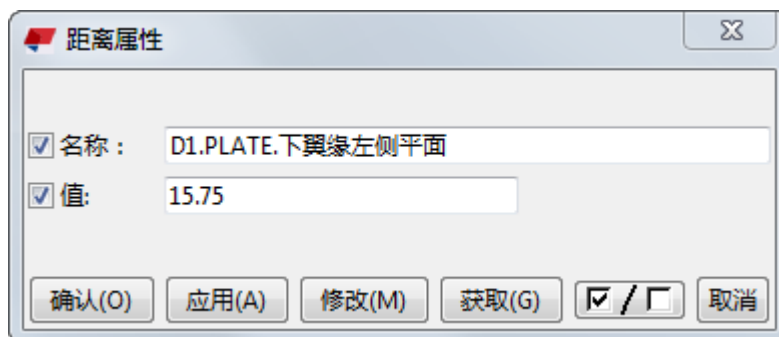 距离属性
名称： D1.PLATE.下翼缘左侧平面
值: 15.75
确认(O) 应用(A) 修改(M) 获取(G) 取消